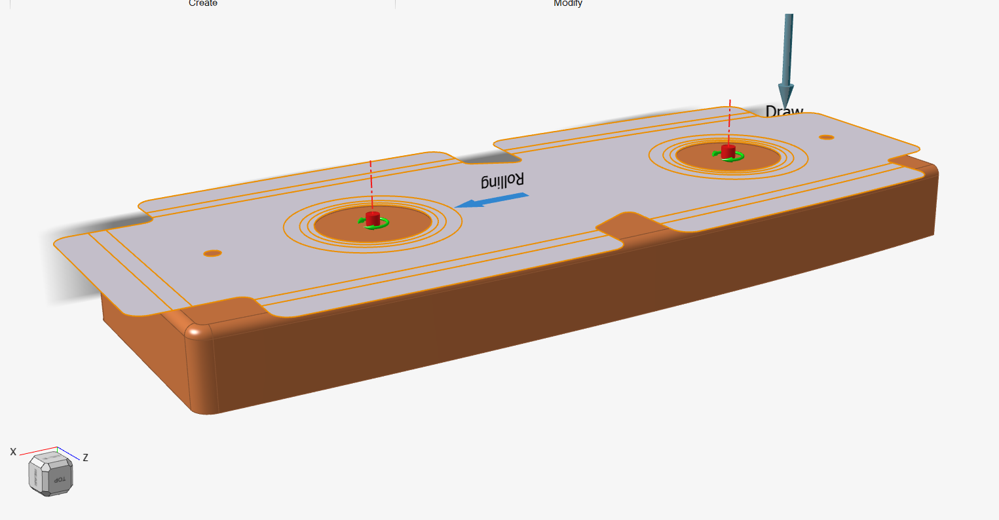 Create
Modify
Draw
Rolling
X
Z
TOP